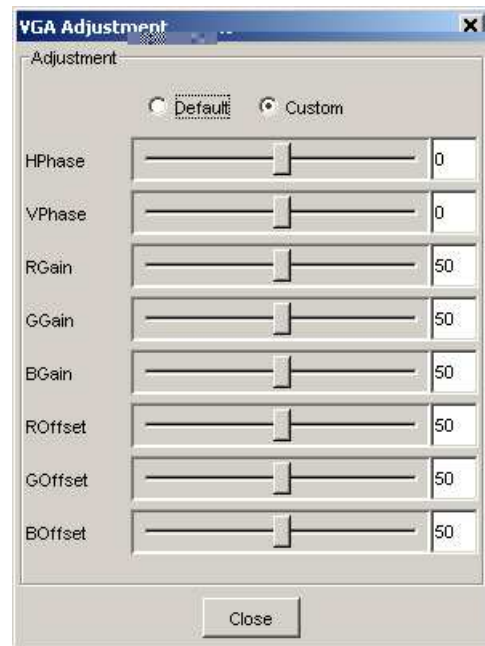 VGA Adjustment
Adjustment
Default
Custom
HPhase
0
VPhase
0
RGain
50
GGain
50
BGain
50
ROffset
50
GOffset
50
BOffset
50
Close